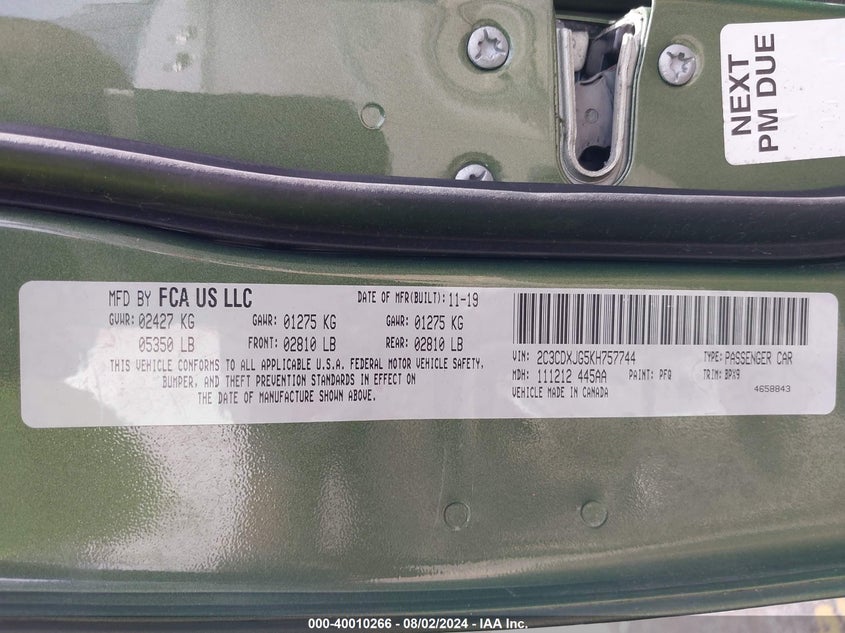 NEXT
PM DUE
MFD BY FCA US LLC
DATE OF MFR(BUILT): 11-19
GVWR: 02427 KG GAWR: 01275 KG GAWR: 01275 KG
05350 LB FRONT: 02810 LB REAR: 02810 LB
THIS VEHICLE CONFORMS TO ALL APPLICABLE U.S.A. FEDERAL MOTOR VEHICLE SAFETY,
BUMPER, AND THEFT PREVENTION STANDARDS IN EFFECT ON
THE DATE OF MANUFACTURE SHOWN ABOVE.
VIN: 2C3CDXJG5KH757744 TYPE: PASSENGER CAR
MDH: 111212 445AA PAINT: PFQ TRIM: BPX9
VEHICLE MADE IN CANADA 4658843
000-40010266 - 08/02/2024 - IAA Inc.